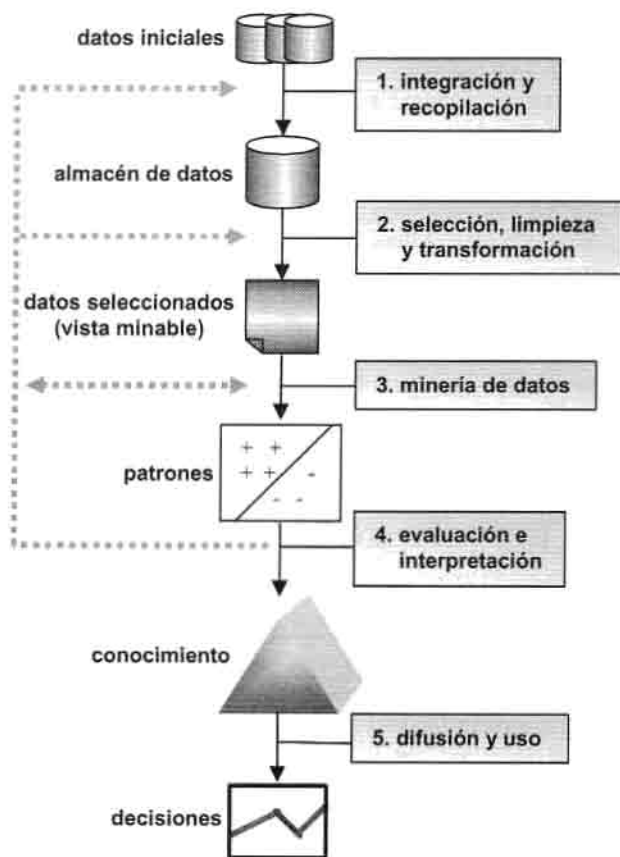 datos iniciales
1. integración y
recopilación
almacén de datos
2. selección, limpieza
y transformación
datos seleccionados
(vista minable)
3. minería de datos
+ +
+ + -
- -
patrones
4. evaluación e
interpretación
conocimiento
5. difusión y uso
decisiones